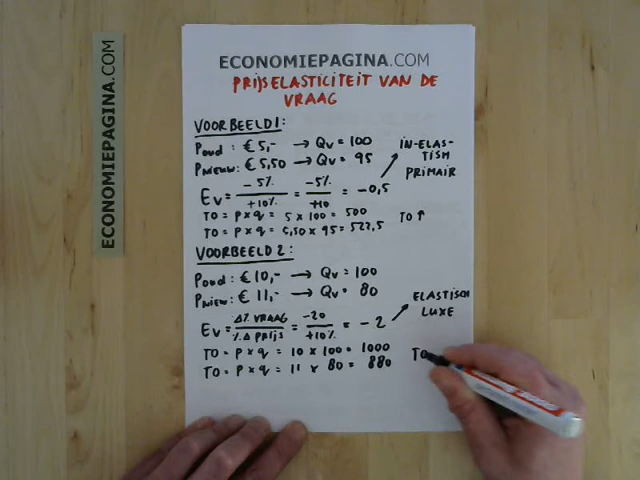 ECONOMIEPAGINA.COM
ECONOMIEPAGINA.COM
PRIJSELASTICITEIT VAN DE
VRAAG
VOORBEELD 1:
POUD : € 5,- → QV = 100
PNIEUW: € 5,50 → QV = 95
IN-ELAS-
TISH
PRIMAIR
EV = -5% / +10% = -5% / +10 = -0,5
TO = P × q = 5 × 100 = 500
TO = P × q = 5,50 × 95 = 522,5
TO ↑
VOORBEELD 2:
POUD: € 10,- → QV = 100
PNIEUW: € 11,- → QV = 80
ELASTISCH
LUXE
EV = Δ% VRAAG / %Δ PRIJS = -20 / +10% = -2
TO = P × q = 10 × 100 = 1000
TO = P × q = 11 × 80 = 880
TO